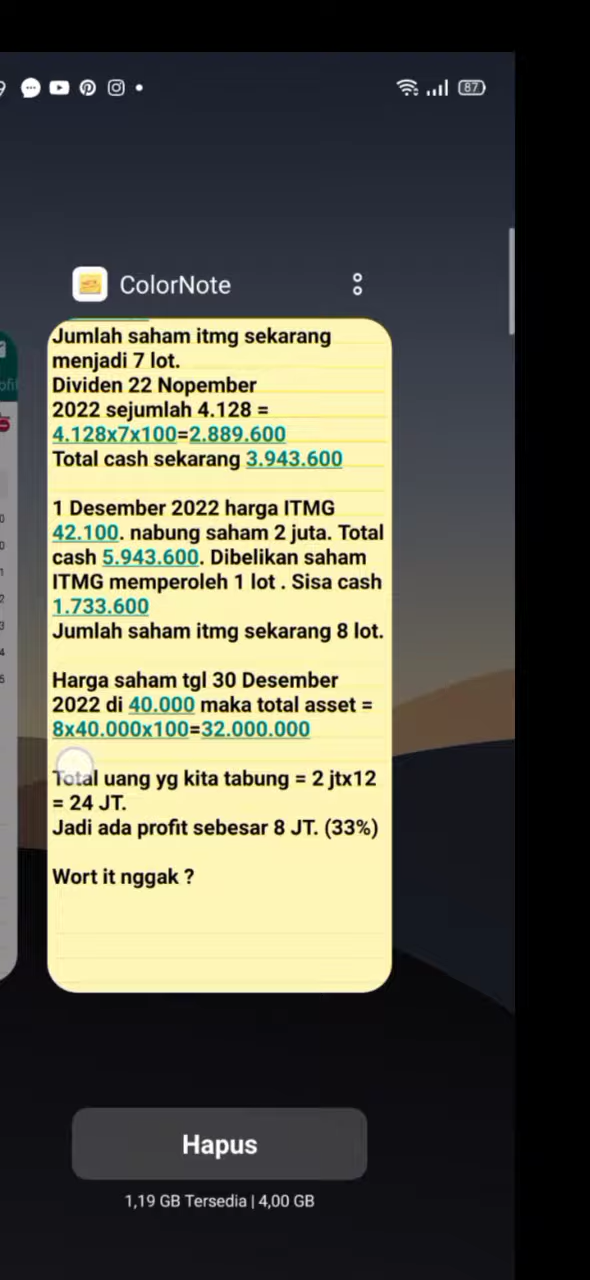 87
ColorNote
Jumlah saham itmg sekarang
menjadi 7 lot.
Dividen 22 Nopember
2022 sejumlah 4.128 =
4.128x7x100=2.889.600
Total cash sekarang 3.943.600
1 Desember 2022 harga ITMG
42.100. nabung saham 2 juta. Total
cash 5.943.600. Dibelikan saham
ITMG memperoleh 1 lot . Sisa cash
1.733.600
Jumlah saham itmg sekarang 8 lot.
Harga saham tgl 30 Desember
2022 di 40.000 maka total asset =
8x40.000x100=32.000.000
Total uang yg kita tabung = 2 jtx12
= 24 JT.
Jadi ada profit sebesar 8 JT. (33%)
Wort it nggak ?
Hapus
1,19 GB Tersedia | 4,00 GB